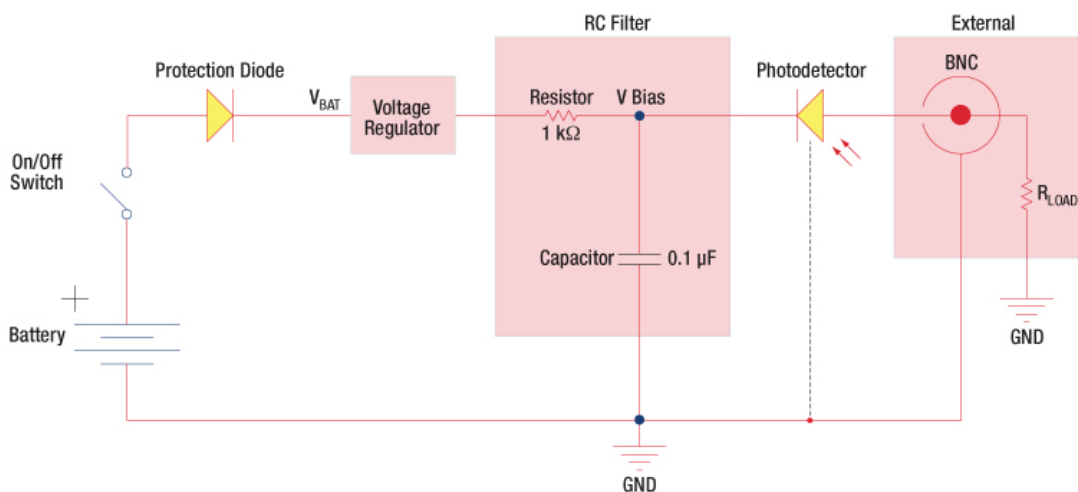 RC Filter
External
Protection Diode
Photodetector
BNC
V_BAT
Voltage
Regulator
Resistor
1 kΩ
V Bias
On/Off
Switch
R_LOAD
Capacitor
0.1 µF
Battery
GND
GND